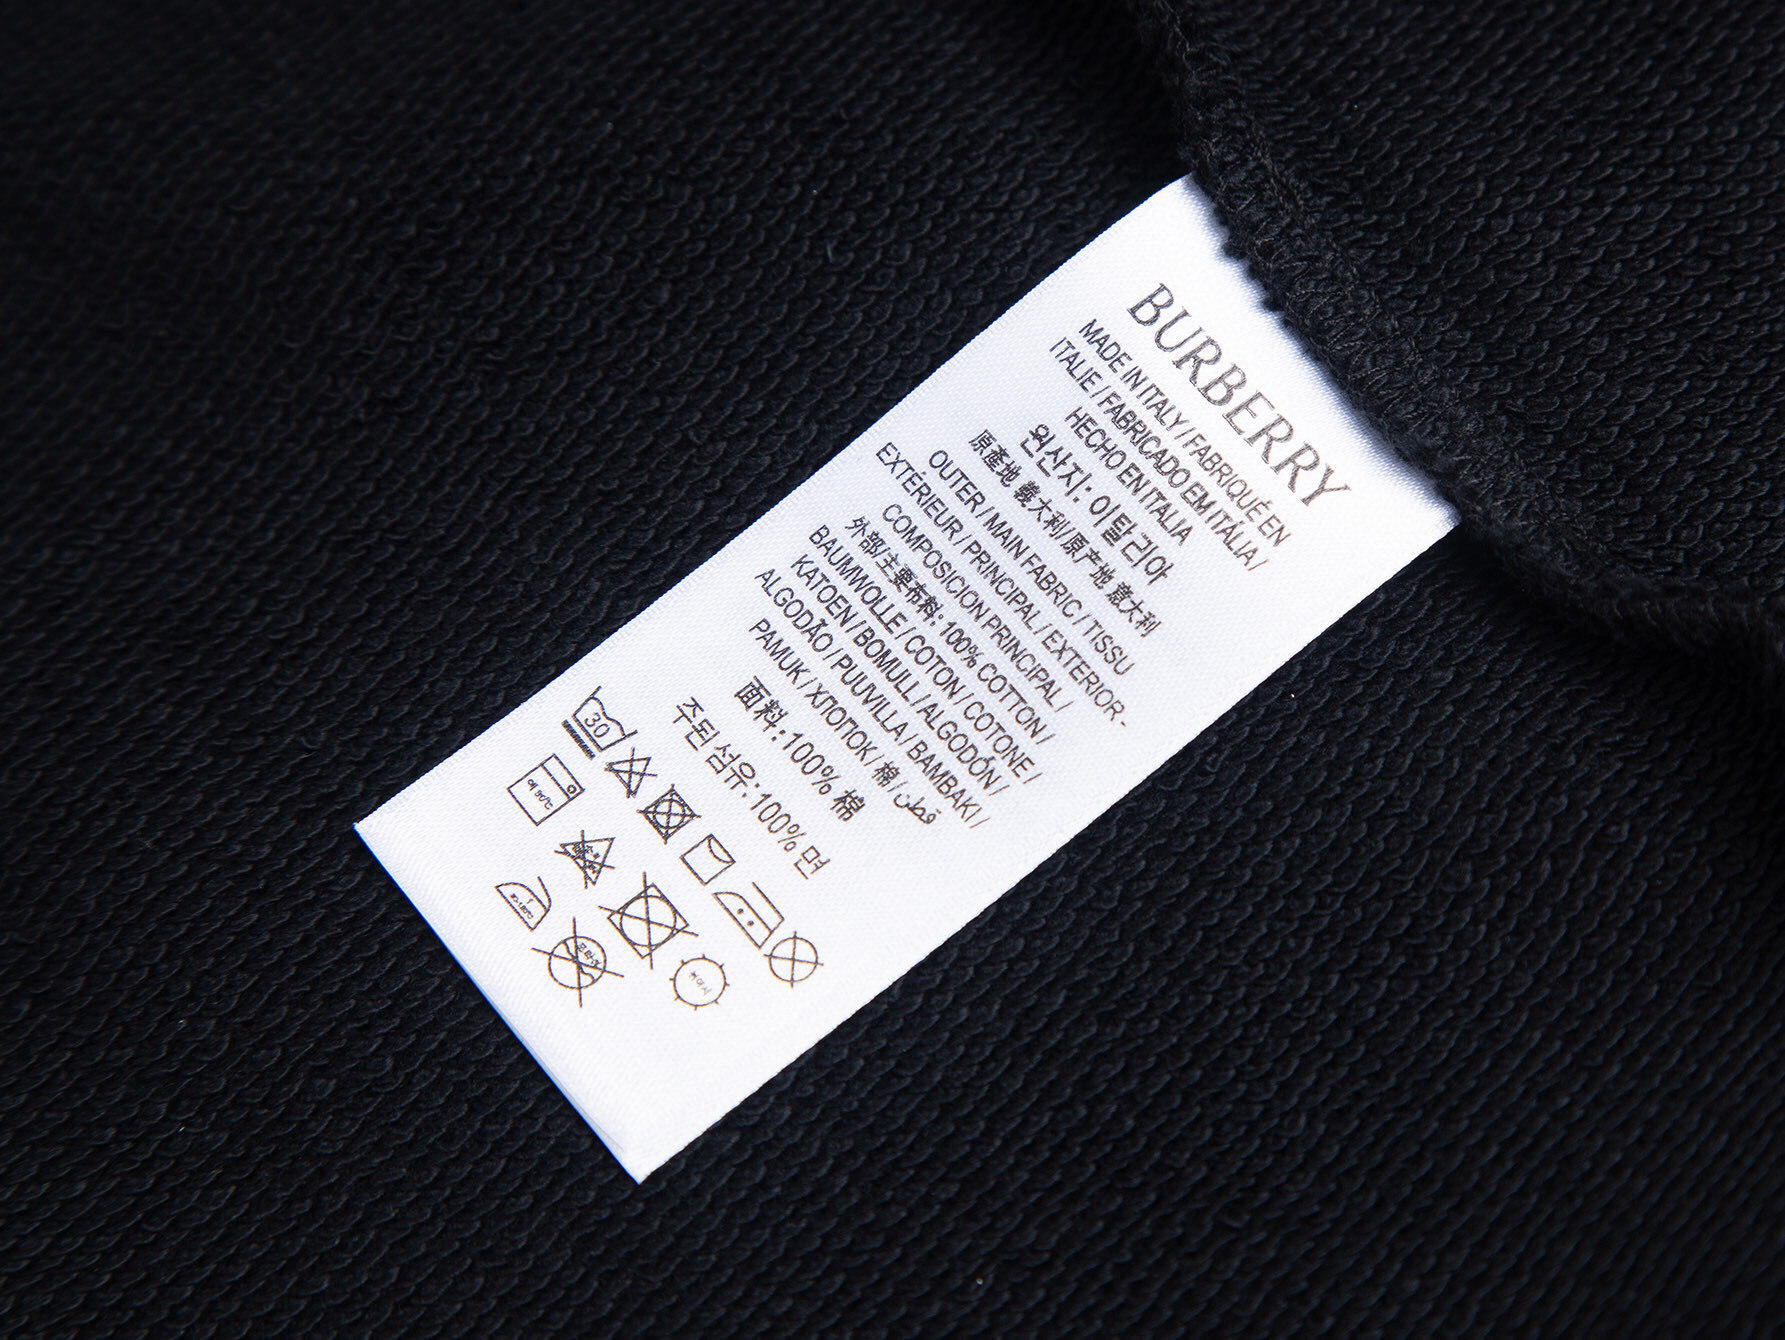 BURBERRY
MADE IN ITALY / FABRIQUÉ EN
ITALIE / FABRICADO EM ITÁLIA /
HECHO EN ITALIA
원산지: 이탈리아
原產地 義大利/原产地 意大利
OUTER / MAIN FABRIC / TISSU
EXTÉRIEUR / PRINCIPAL / EXTERIOR -
COMPOSICION PRINCIPAL /
外部/主要布料: 100% COTTON /
BAUMWOLLE / COTON / COTONE /
KATOEN / BOMULL / ALGODÓN /
ALGODÃO / PUUVILLA / BAMBAKI /
PAMUK / ХПОПОК / 棉 / قطن
面料: 100% 棉
주된 섬유: 100% 면
30